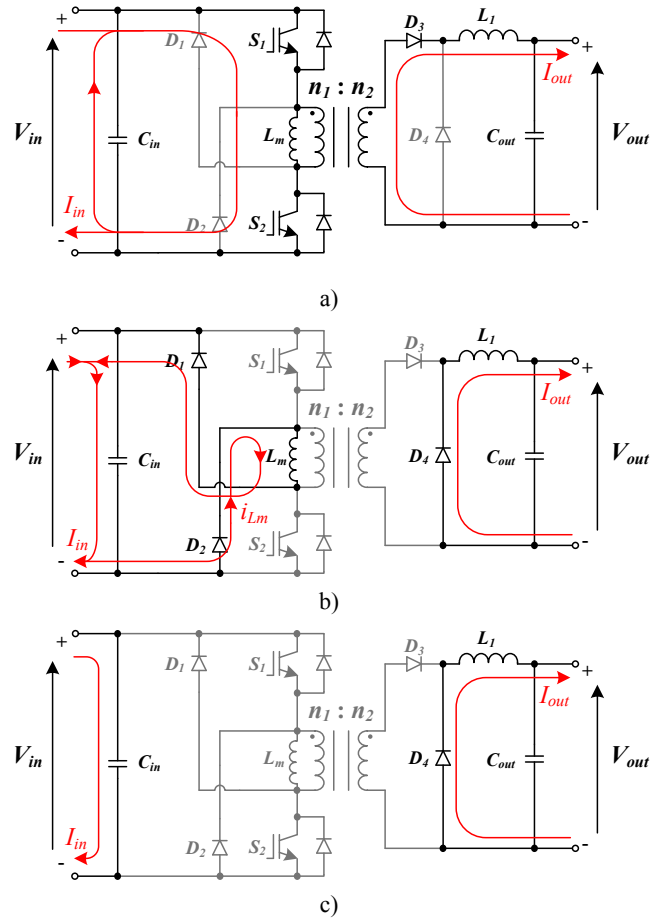 + D1 S1 D3 L1
n1 : n2 Iout +
Vin Cin Lm D4 Cout Vout
Iin D2 S2
- -
a)
+ D1 S1 D3 L1
n1 : n2 Iout +
Vin Cin Lm D4 Cout Vout
iLm
Iin D2 S2
- -
b)
+ D1 S1 D3 L1
n1 : n2 Iout +
Vin Cin Lm D4 Cout Vout
Iin D2 S2
- -
c)